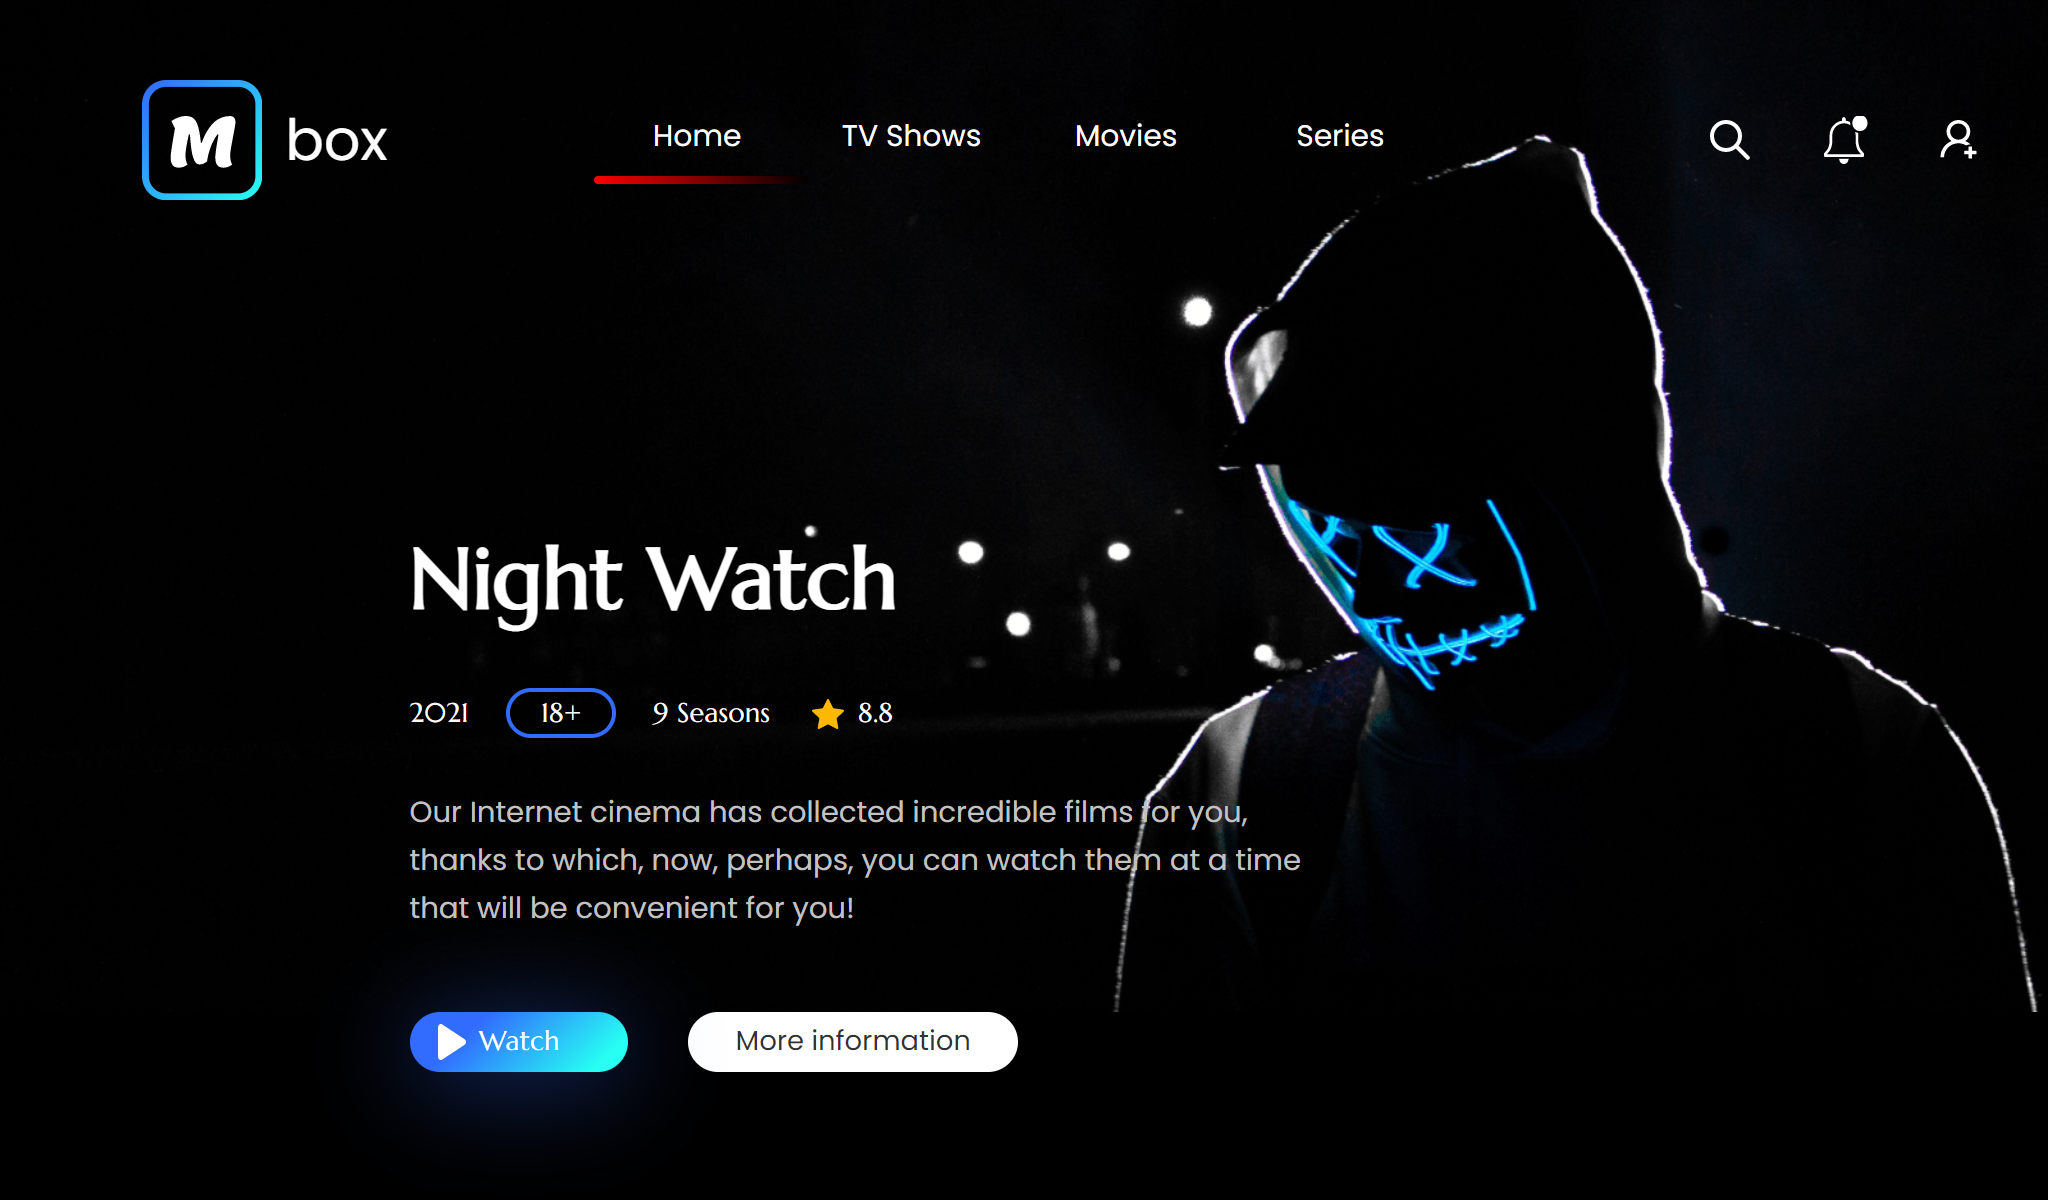 M box
Home TV Shows Movies Series
Night Watch
2021 18+ 9 Seasons 8.8
Our Internet cinema has collected incredible films for you,
thanks to which, now, perhaps, you can watch them at a time
that will be convenient for you!
Watch More information